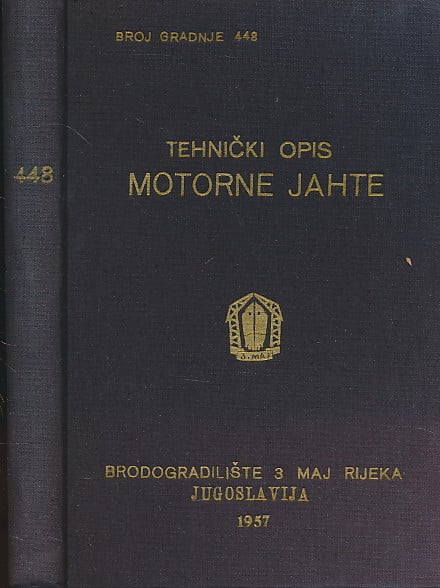 448
BROJ GRADNJE 448
TEHNIČKI OPIS
MOTORNE JAHTE
3. MAJ
BRODOGRADILIŠTE 3 MAJ RIJEKA
JUGOSLAVIJA
1957